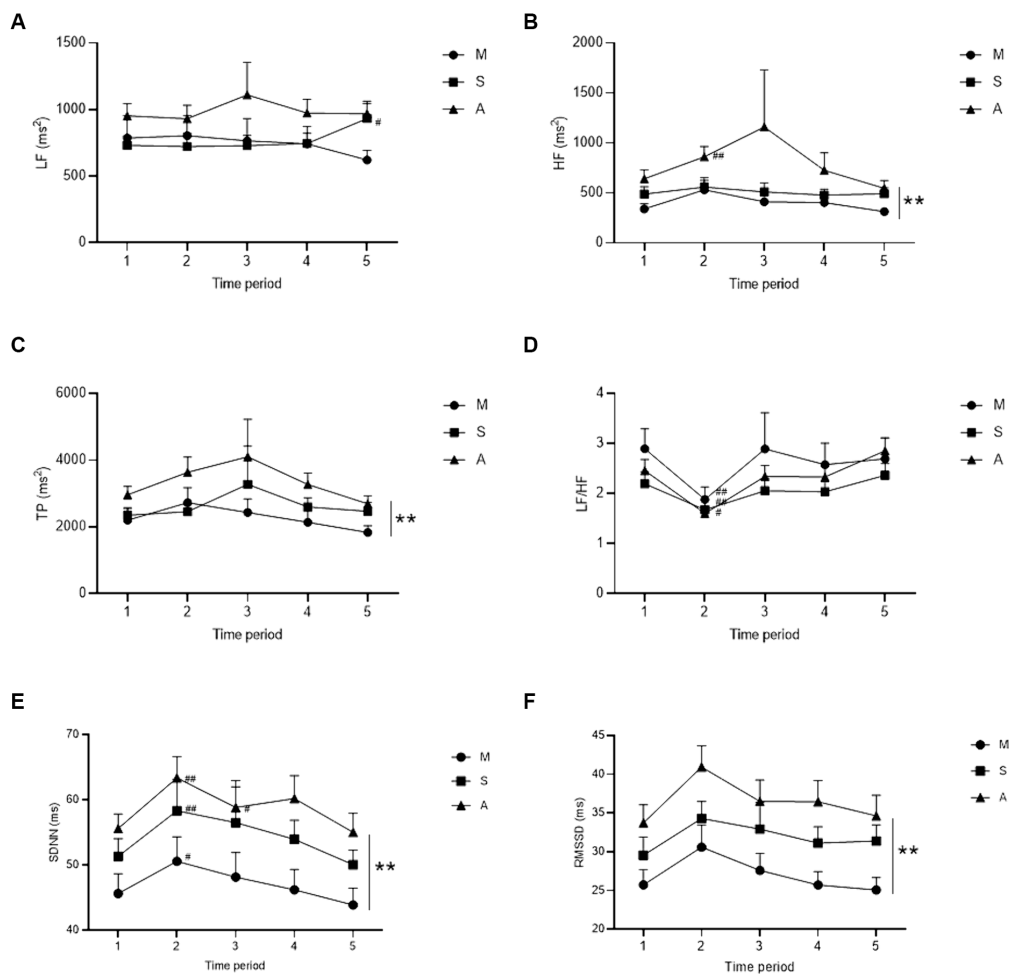 A
B
1500
1000
500
0
LF (ms2)
1 2 3 4 5
Time period
M
S
A
#
2000
1500
1000
500
0
HF (ms2)
1 2 3 4 5
Time period
M
S
A
##
**
C
D
6000
4000
2000
0
TP (ms2)
1 2 3 4 5
Time period
M
S
A
**
4
3
2
1
0
LF/HF
1 2 3 4 5
Time period
M
S
A
##
##
#
E
F
70
60
50
40
SDNN (ms)
1 2 3 4 5
Time period
M
S
A
##
##
#
#
**
45
40
35
30
25
20
RMSSD (ms)
1 2 3 4 5
Time period
M
S
A
**